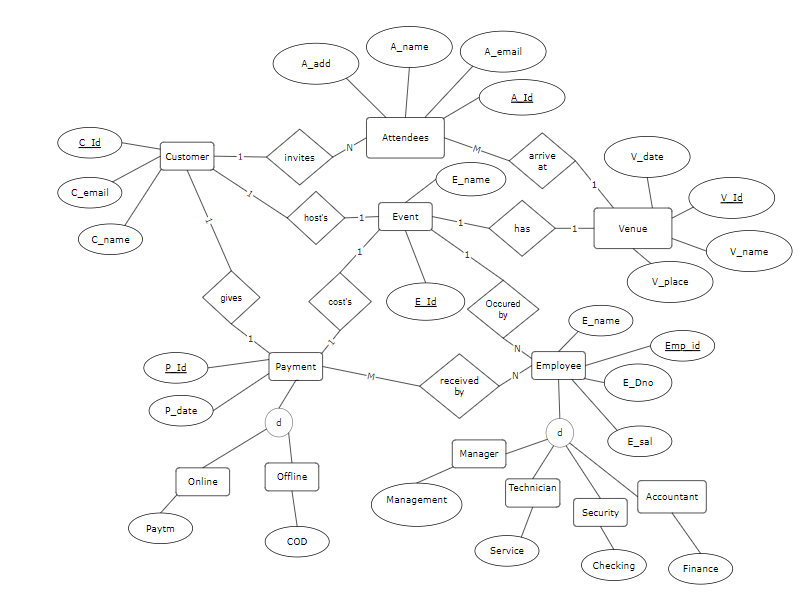 A_name
A_email
A_add
A_Id
Attendees
C_Id
Customer
1
invites
N
M
arrive
at
V_date
E_name
1
V_Id
C_email
1
host's
1
Event
1
has
1
Venue
C_name
1
V_name
1
1
V_place
gives
cost's
E_Id
Occured
by
E_name
1
1
N
Emp_id
P_Id
Payment
M
received
by
N
Employee
E_Dno
P_date
d
d
E_sal
Manager
Online
Offline
Management
Technician
Accountant
Security
Paytm
COD
Service
Checking
Finance